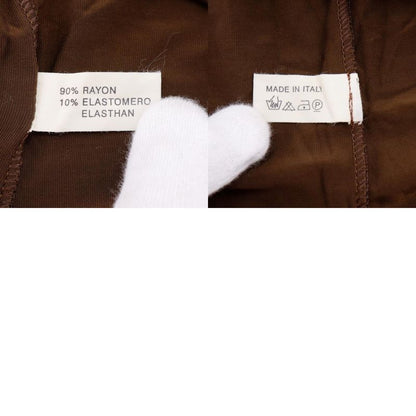 90% RAYON
10% ELASTOMERO
ELASTHAN
MADE IN ITALY